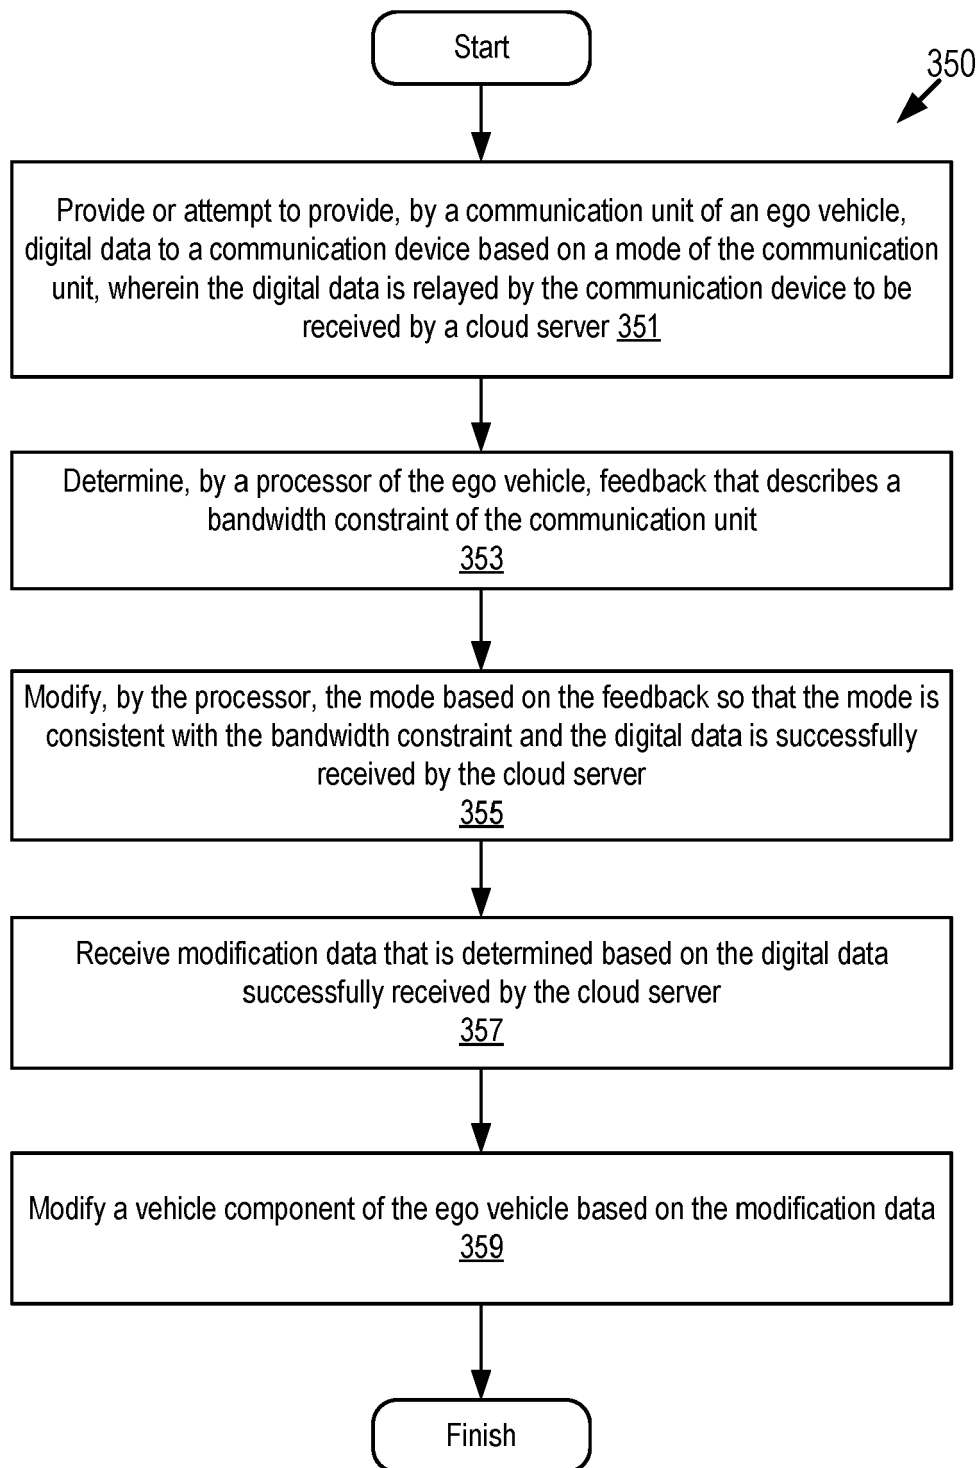 Start
350
Provide or attempt to provide, by a communication unit of an ego vehicle,
digital data to a communication device based on a mode of the communication
unit, wherein the digital data is relayed by the communication device to be
received by a cloud server 351
Determine, by a processor of the ego vehicle, feedback that describes a
bandwidth constraint of the communication unit
353
Modify, by the processor, the mode based on the feedback so that the mode is
consistent with the bandwidth constraint and the digital data is successfully
received by the cloud server
355
Receive modification data that is determined based on the digital data
successfully received by the cloud server
357
Modify a vehicle component of the ego vehicle based on the modification data
359
Finish